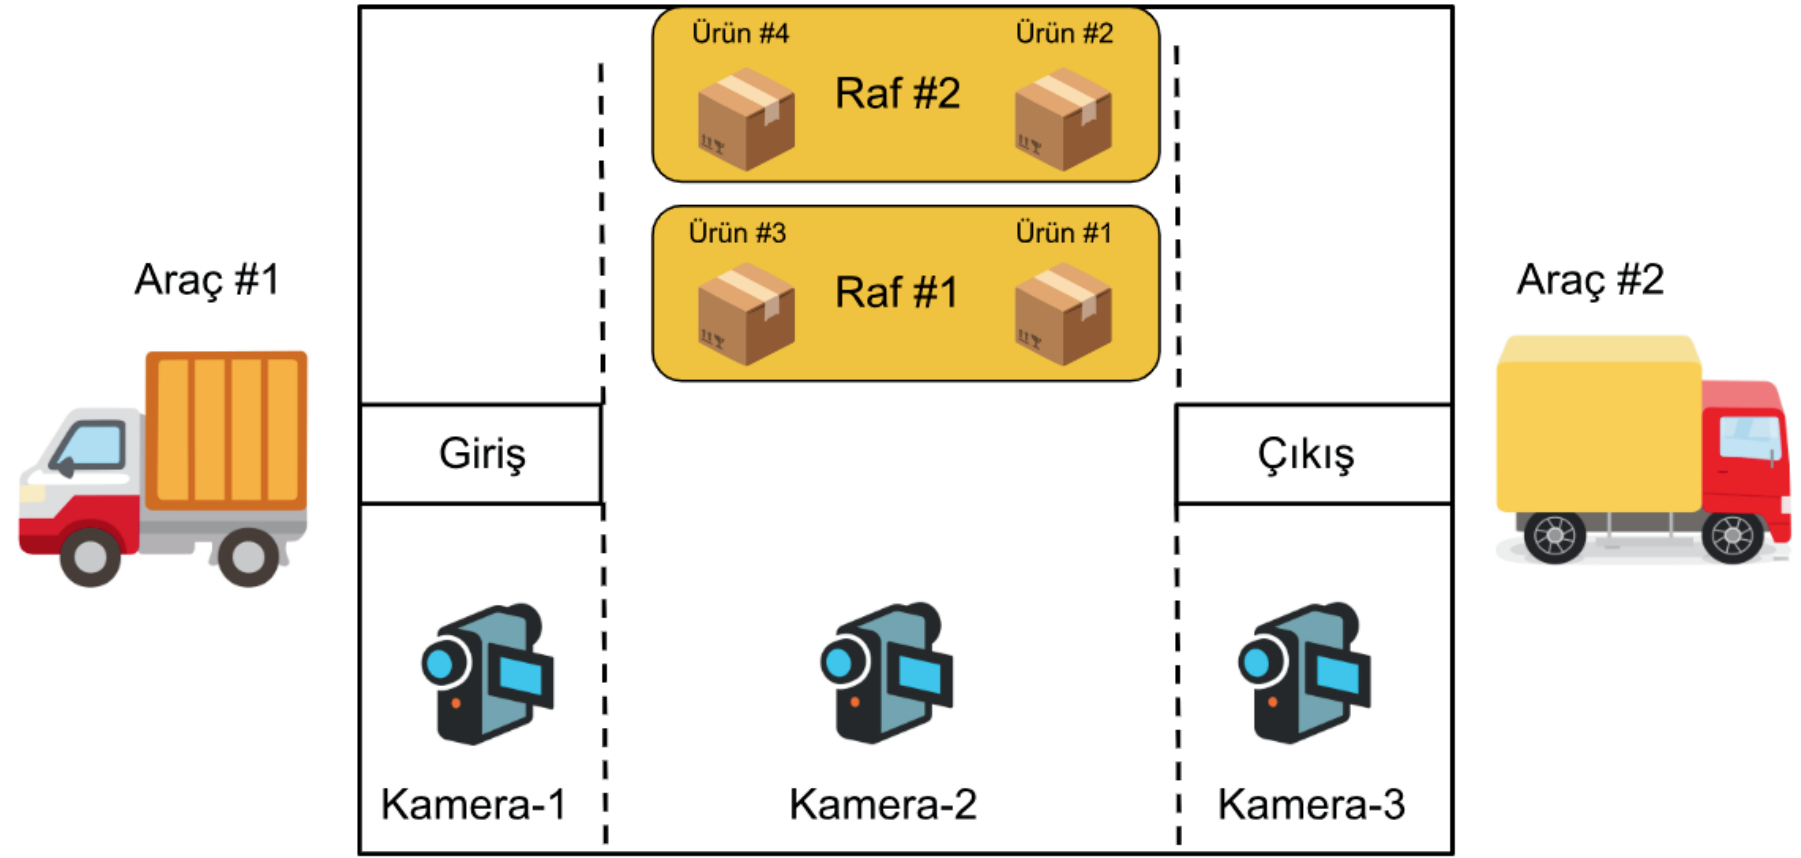 Ürün #4
Ürün #2
Raf #2
Ürün #3
Ürün #1
Raf #1
Araç #1
Araç #2
Giriş
Çıkış
Kamera-1
Kamera-2
Kamera-3